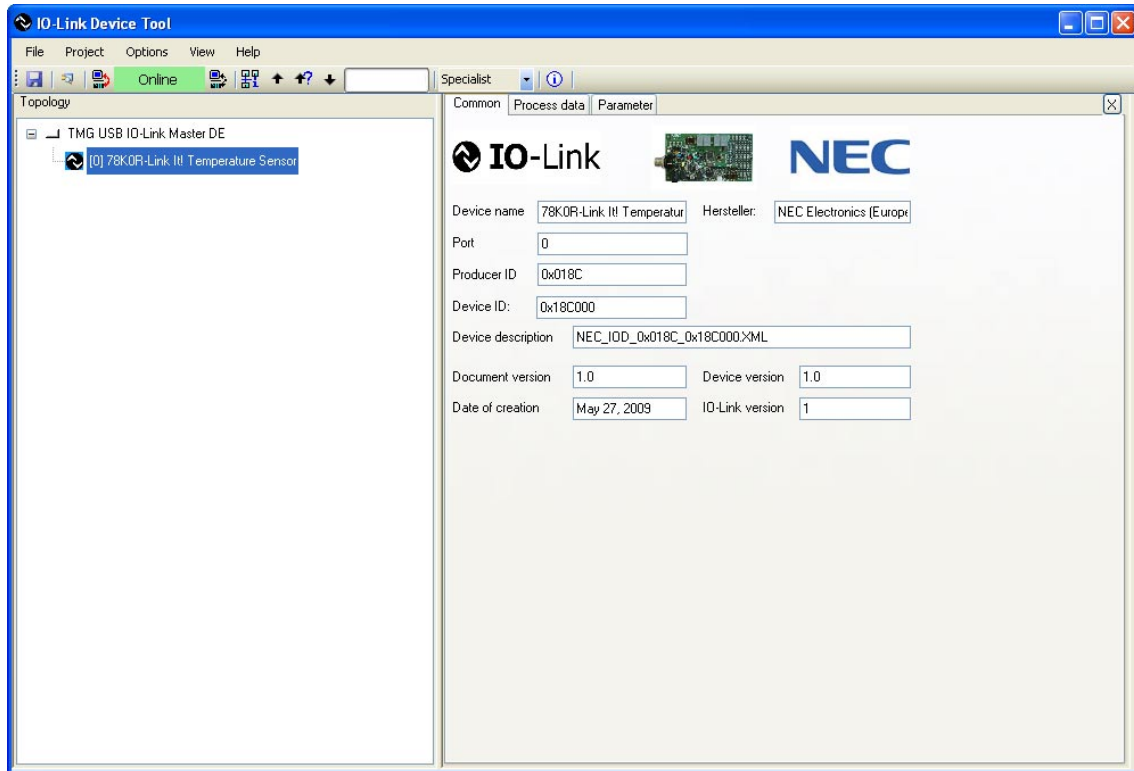 IO-Link Device Tool
File Project Options View Help
Online Specialist
Topology
TMG USB IO-Link Master DE
[0] 78K0R-Link It! Temperature Sensor
Common Process data Parameter
IO-Link NEC
Device name 78K0R-Link It! Temperatur Hersteller: NEC Electronics (Europe
Port 0
Producer ID 0x018C
Device ID: 0x18C000
Device description NEC_IOD_0x018C_0x18C000.XML
Document version 1.0 Device version 1.0
Date of creation May 27, 2009 IO-Link version 1